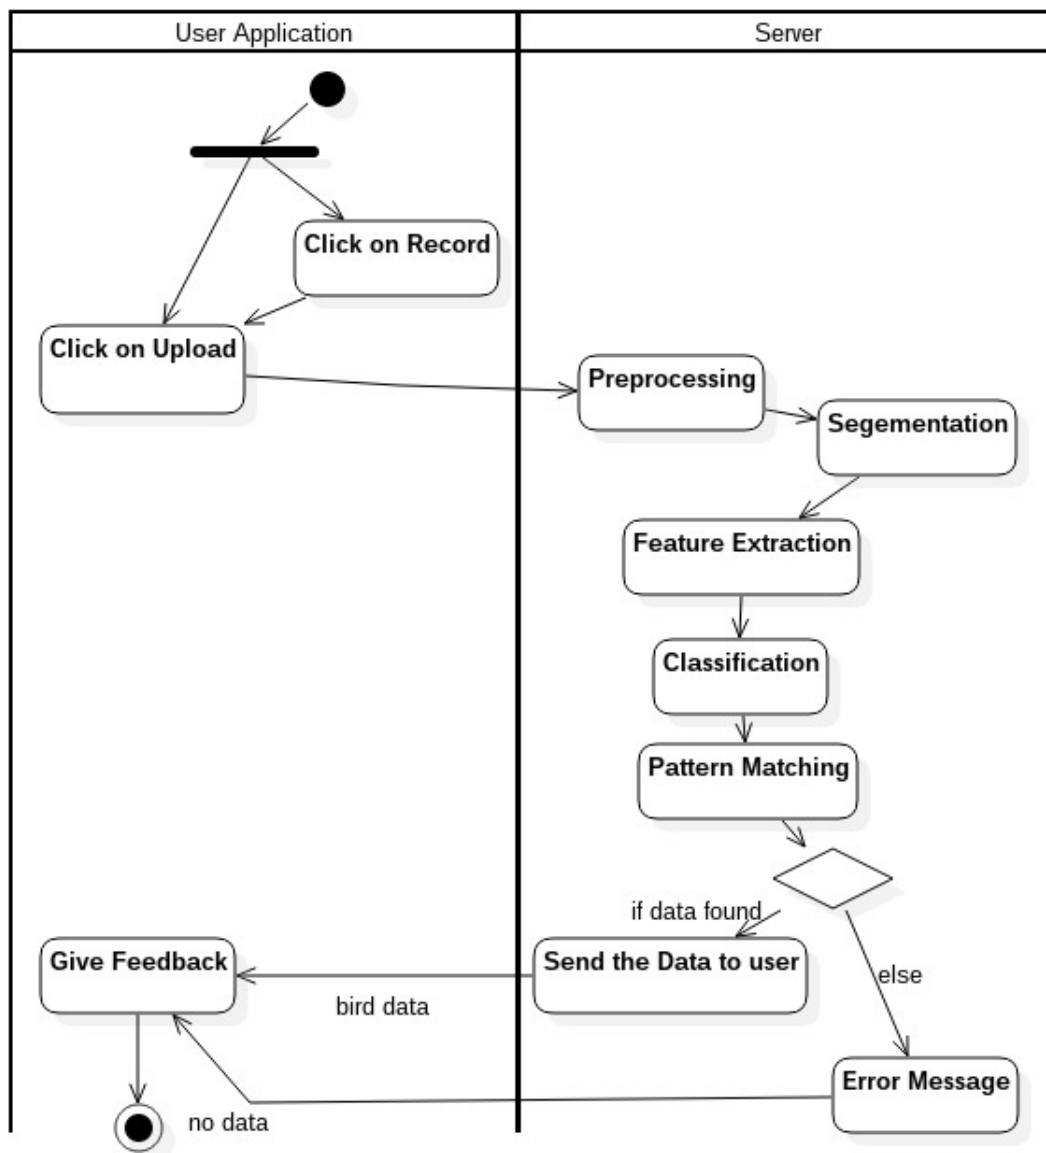 User Application
Server
Click on Record
Click on Upload
Preprocessing
Segementation
Feature Extraction
Classification
Pattern Matching
if data found
Give Feedback
Send the Data to user
else
bird data
Error Message
no data